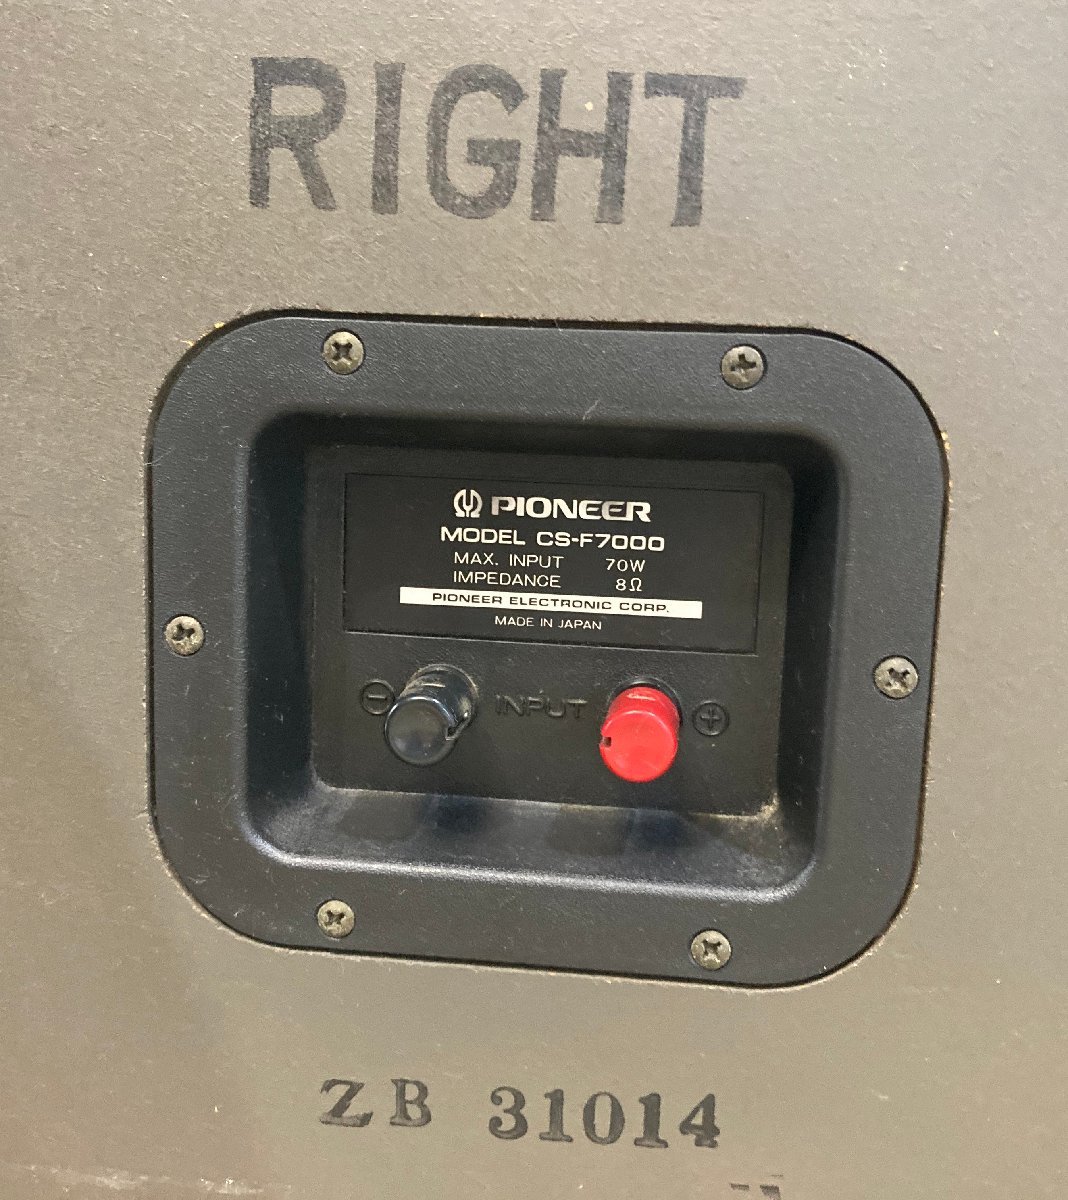 RIGHT
PIONEER
MODEL CS-F7000
MAX. INPUT 70W
IMPEDANCE 8Ω
PIONEER ELECTRONIC CORP.
MADE IN JAPAN
⊖ INPUT ⊕
ZB 31014